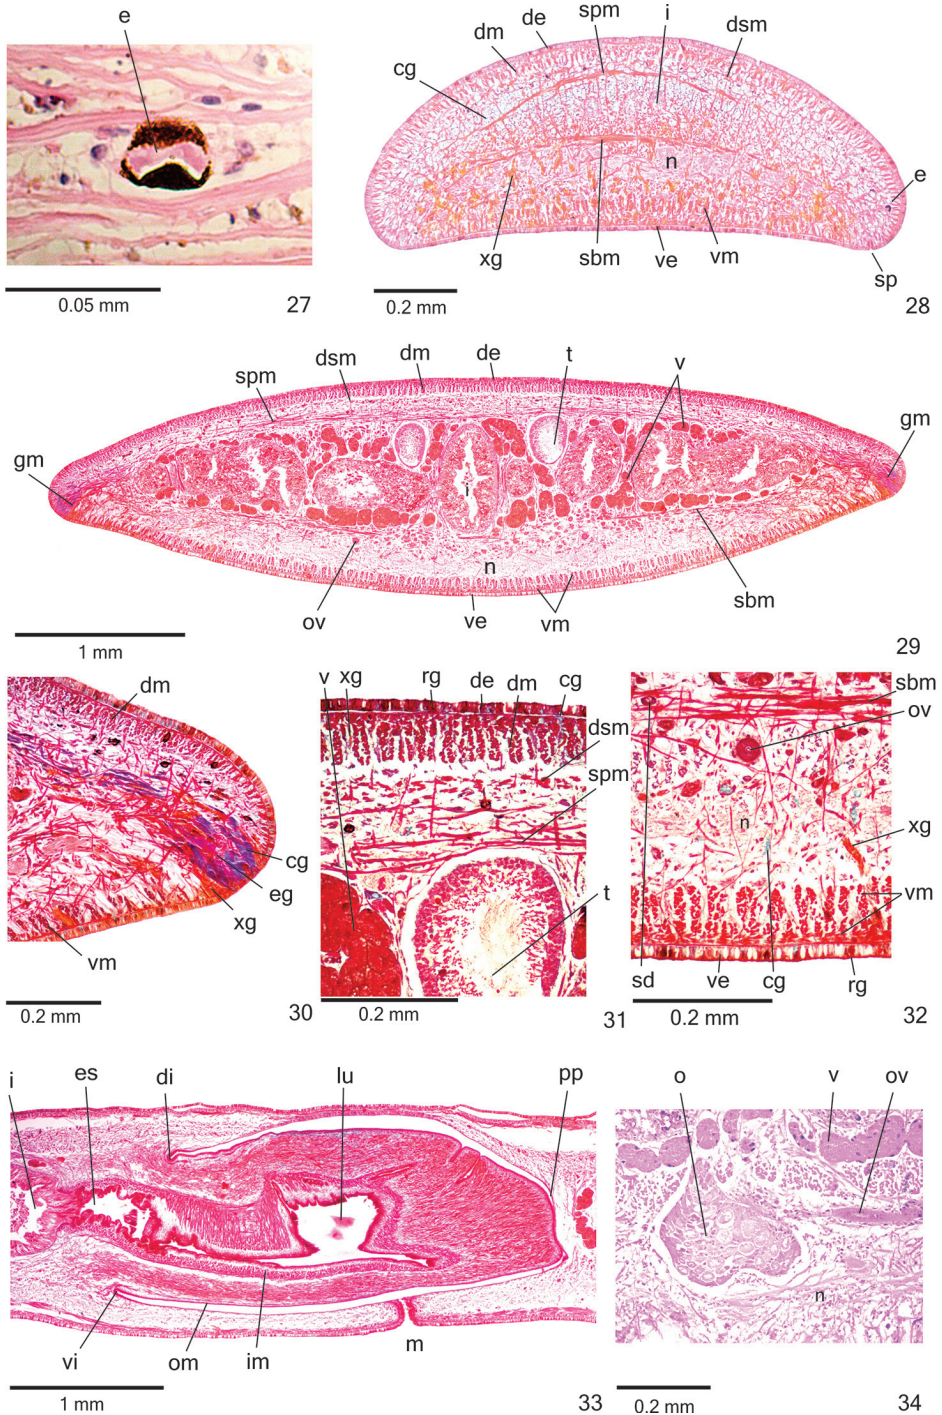 e
0.05 mm
27
cg
dm
de
spm
i
dsm
n
e
xg
sbm
ve
vm
sp
0.2 mm
28
gm
spm
dsm
dm
de
t
v
gm
i
n
ov
ve
vm
sbm
1 mm
29
dm
cg
eg
xg
vm
0.2 mm
30
v
xg
rg
de
dm
cg
dsm
spm
t
0.2 mm
31
sbm
ov
n
xg
vm
sd
ve
cg
rg
0.2 mm
32
i
es
di
lu
pp
vi
om
im
m
1 mm
33
o
v
ov
n
0.2 mm
34